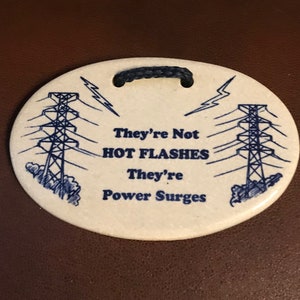 They're Not
HOT FLASHES
They're
Power Surges